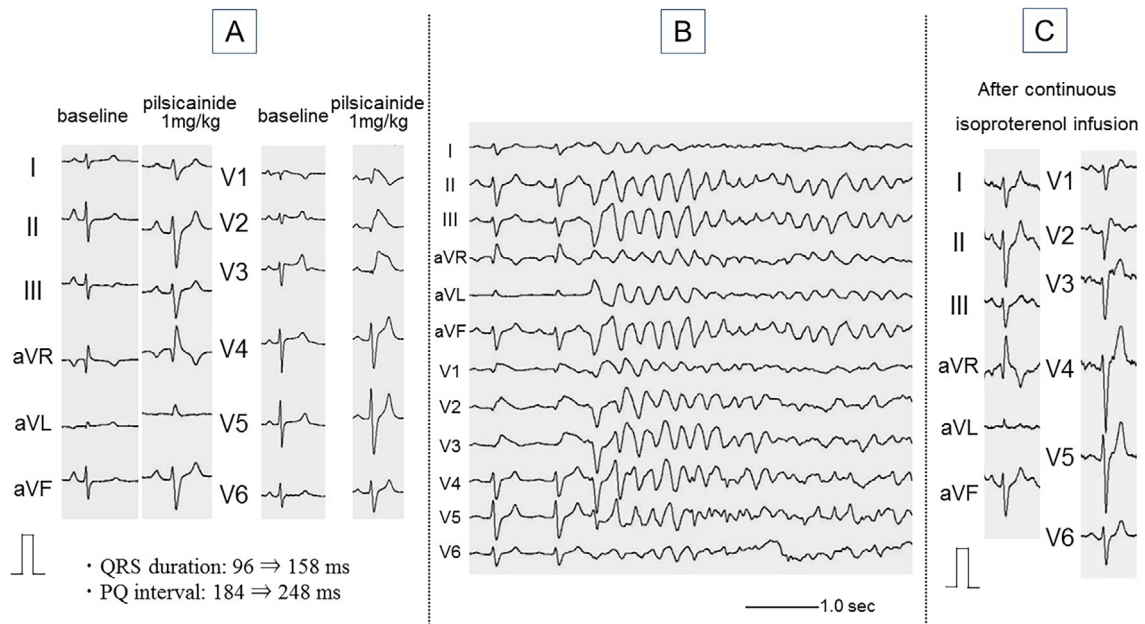 A
baseline
pilsicainide
1mg/kg
baseline
pilsicainide
1mg/kg
I
II
III
aVR
aVL
aVF
V1
V2
V3
V4
V5
V6
・QRS duration: 96 ⇒ 158 ms
・PQ interval: 184 ⇒ 248 ms
B
I
II
III
aVR
aVL
aVF
V1
V2
V3
V4
V5
V6
1.0 sec
C
After continuous
isoproterenol infusion
I
II
III
aVR
aVL
aVF
V1
V2
V3
V4
V5
V6